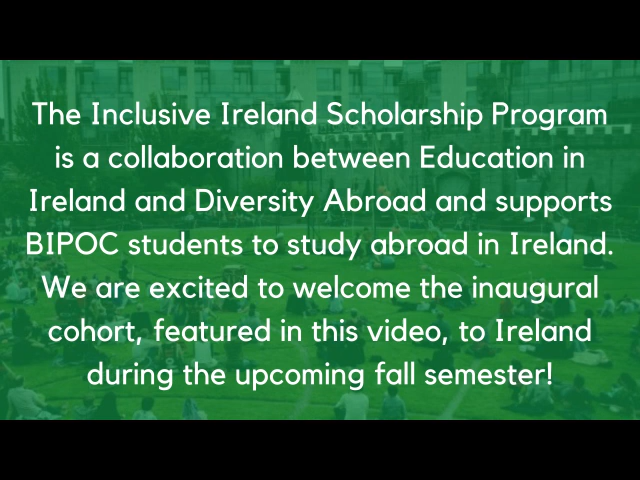 The Inclusive Ireland Scholarship Program
is a collaboration between Education in
Ireland and Diversity Abroad and supports
BIPOC students to study abroad in Ireland.
We are excited to welcome the inaugural
cohort, featured in this video, to Ireland
during the upcoming fall semester!